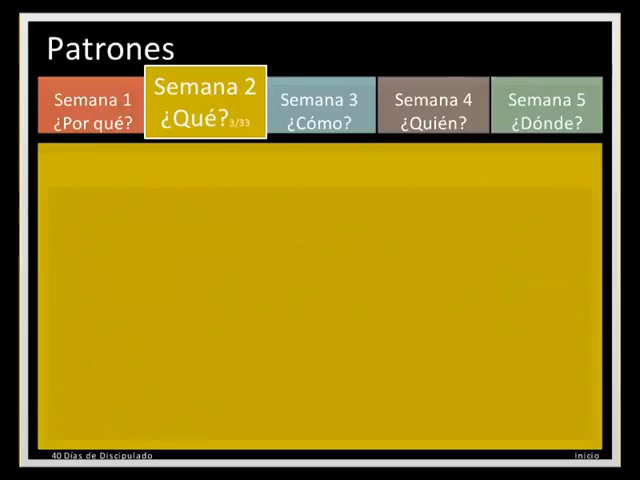 Patrones
Semana 1
¿Por qué?
Semana 2
¿Qué? 3/33
Semana 3
¿Cómo?
Semana 4
¿Quién?
Semana 5
¿Dónde?
40 Días de Discipulado
Inicio